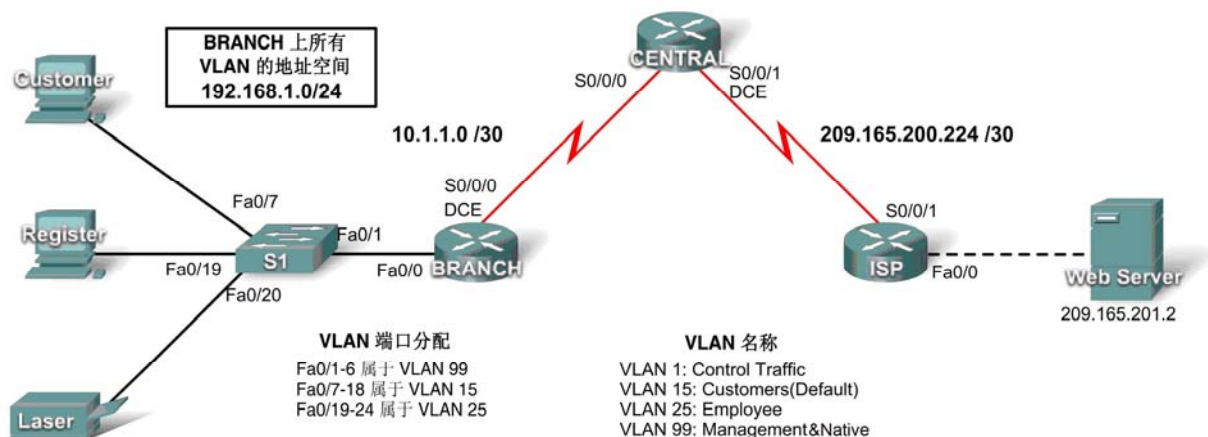 BRANCH 上所有
VLAN 的地址空间
192.168.1.0/24
Customer
CENTRAL
S0/0/0
S0/0/1
DCE
10.1.1.0 /30
209.165.200.224 /30
Fa0/7
S0/0/0
DCE
S0/0/1
Register
Fa0/19
S1
Fa0/1
Fa0/0
BRANCH
ISP
Fa0/0
Web Server
Fa0/20
209.165.201.2
VLAN 端口分配
Fa0/1-6 属于 VLAN 99
Fa0/7-18 属于 VLAN 15
Fa0/19-24 属于 VLAN 25
VLAN 名称
VLAN 1: Control Traffic
VLAN 15: Customers(Default)
VLAN 25: Employee
VLAN 99: Management&Native
Laser